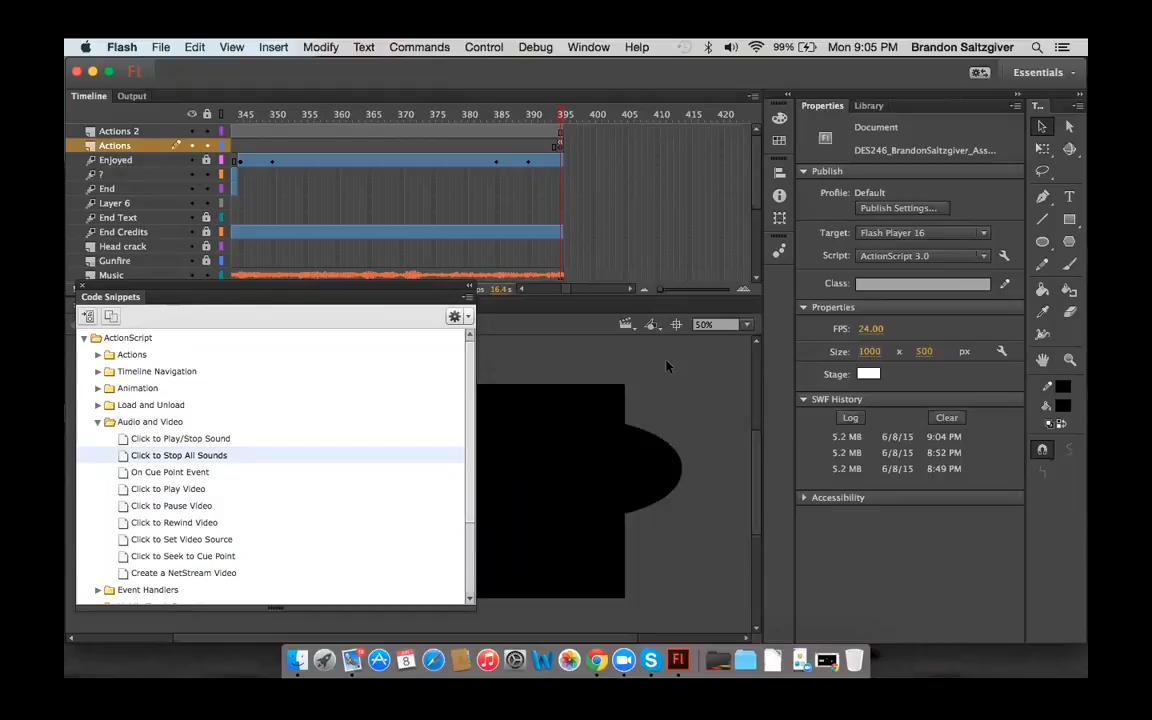 Flash File Edit View Insert Modify Text Commands Control Debug Window Help 99% Mon 9:05 PM Brandon Saltzgiver
Fl Essentials
Timeline Output
345 350 355 360 365 370 375 380 385 390 395 400 405 410 415 420
Actions 2
Actions
Enjoyed
?
End
Layer 6
End Text
End Credits
Head crack
Gunfire
Music
ps 16.4s
Code Snippets
50%
ActionScript
Actions
Timeline Navigation
Animation
Load and Unload
Audio and Video
Click to Play/Stop Sound
Click to Stop All Sounds
On Cue Point Event
Click to Play Video
Click to Pause Video
Click to Rewind Video
Click to Set Video Source
Click to Seek to Cue Point
Create a NetStream Video
Event Handlers
Properties Library T...
Fl Document
DES246_BrandonSaltzgiver_Ass...
Publish
Profile: Default
Publish Settings...
Target: Flash Player 16
Script: ActionScript 3.0
Class:
Properties
FPS: 24.00
Size: 1000 x 500 px
Stage:
SWF History
Log Clear
5.2 MB 6/8/15 9:04 PM
5.2 MB 6/8/15 8:52 PM
5.2 MB 6/8/15 8:49 PM
Accessibility
8 W S Fl